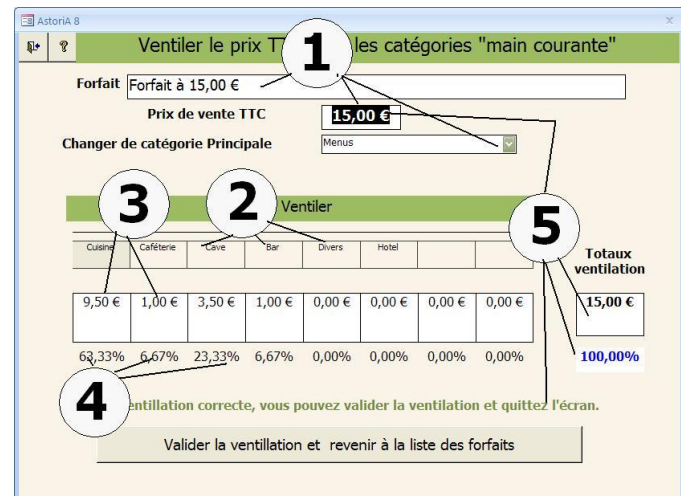 AstoriA 8
? Ventiler le prix T les catégories "main courante"
1
Forfait Forfait à 15,00 €
Prix de vente TTC 15,00 €
Changer de catégorie Principale Menus
3 2 Ventiler
5
Cuisine Caféterie Cave Bar Divers Hotel
Totaux
ventilation
9,50 € 1,00 € 3,50 € 1,00 € 0,00 € 0,00 € 0,00 € 0,00 € 15,00 €
63,33% 6,67% 23,33% 6,67% 0,00% 0,00% 0,00% 0,00% 100,00%
4
entillation correcte, vous pouvez valider la ventilation et quittez l'écran.
Valider la ventillation et revenir à la liste des forfaits